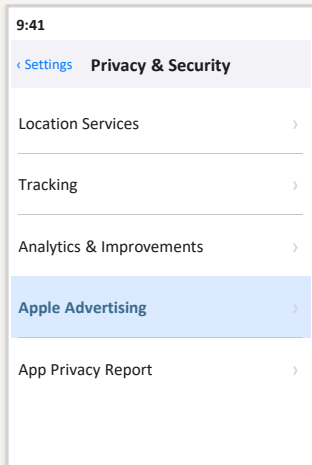 9:41
‹ Settings Privacy & Security
Location Services ›
Tracking ›
Analytics & Improvements ›
Apple Advertising ›
App Privacy Report ›